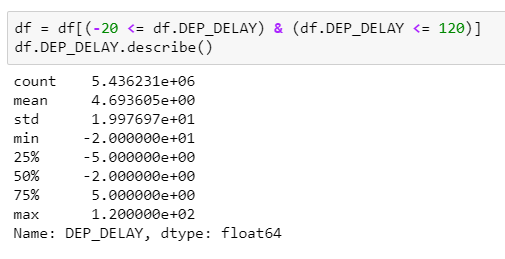 df = df[(-20 <= df.DEP_DELAY) & (df.DEP_DELAY <= 120)]
df.DEP_DELAY.describe()
count    5.436231e+06
mean     4.693605e+00
std      1.997697e+01
min     -2.000000e+01
25%     -5.000000e+00
50%     -2.000000e+00
75%      5.000000e+00
max      1.200000e+02
Name: DEP_DELAY, dtype: float64